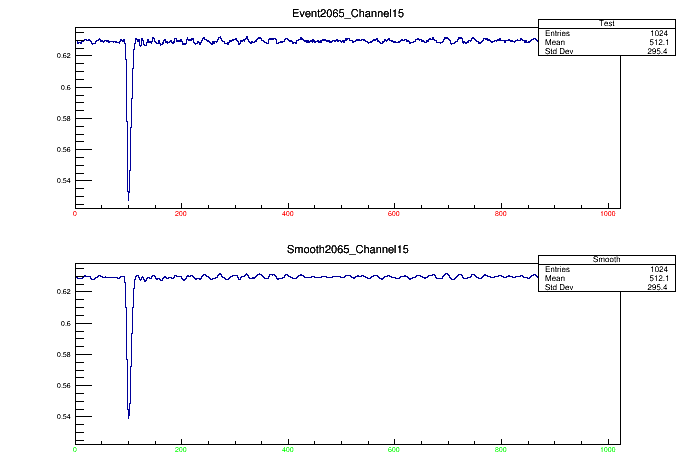 Event2065_Channel15
Test
Entries 1024
Mean 512.1
Std Dev 295.4
0.62
0.6
0.58
0.56
0.54
0 200 400 600 800 1000
Smooth2065_Channel15
Smooth
Entries 1024
Mean 512.1
Std Dev 295.4
0.62
0.6
0.58
0.56
0.54
0 200 400 600 800 1000